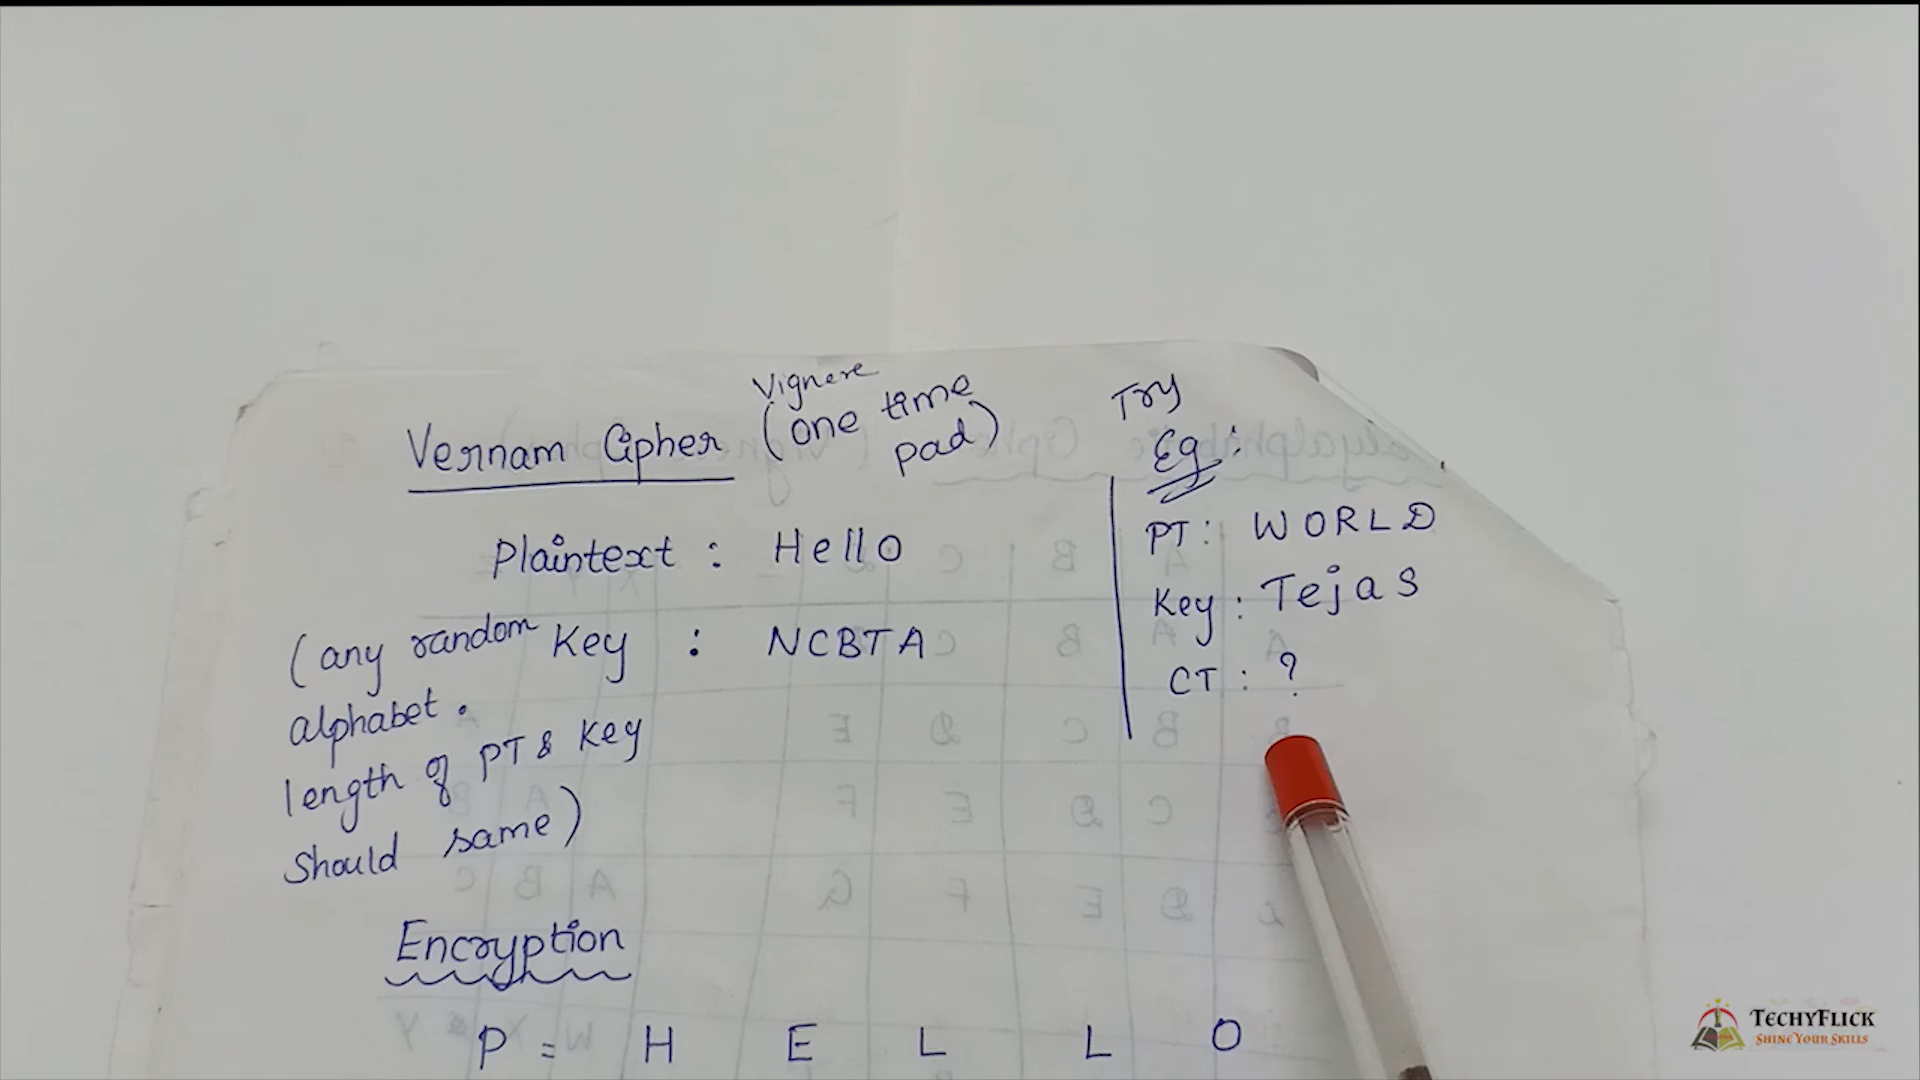 Vignere
Vernam Cipher (one time pad)
Plaintext : Hello
(any random Key : NCBTA
alphabet.
length of PT & Key
should same)
Encryption
P = H E L L O
Try
Eg:
PT: WORLD
Key: Tejas
CT: ?
TECHYFLICK
SHINE YOUR SKILLS